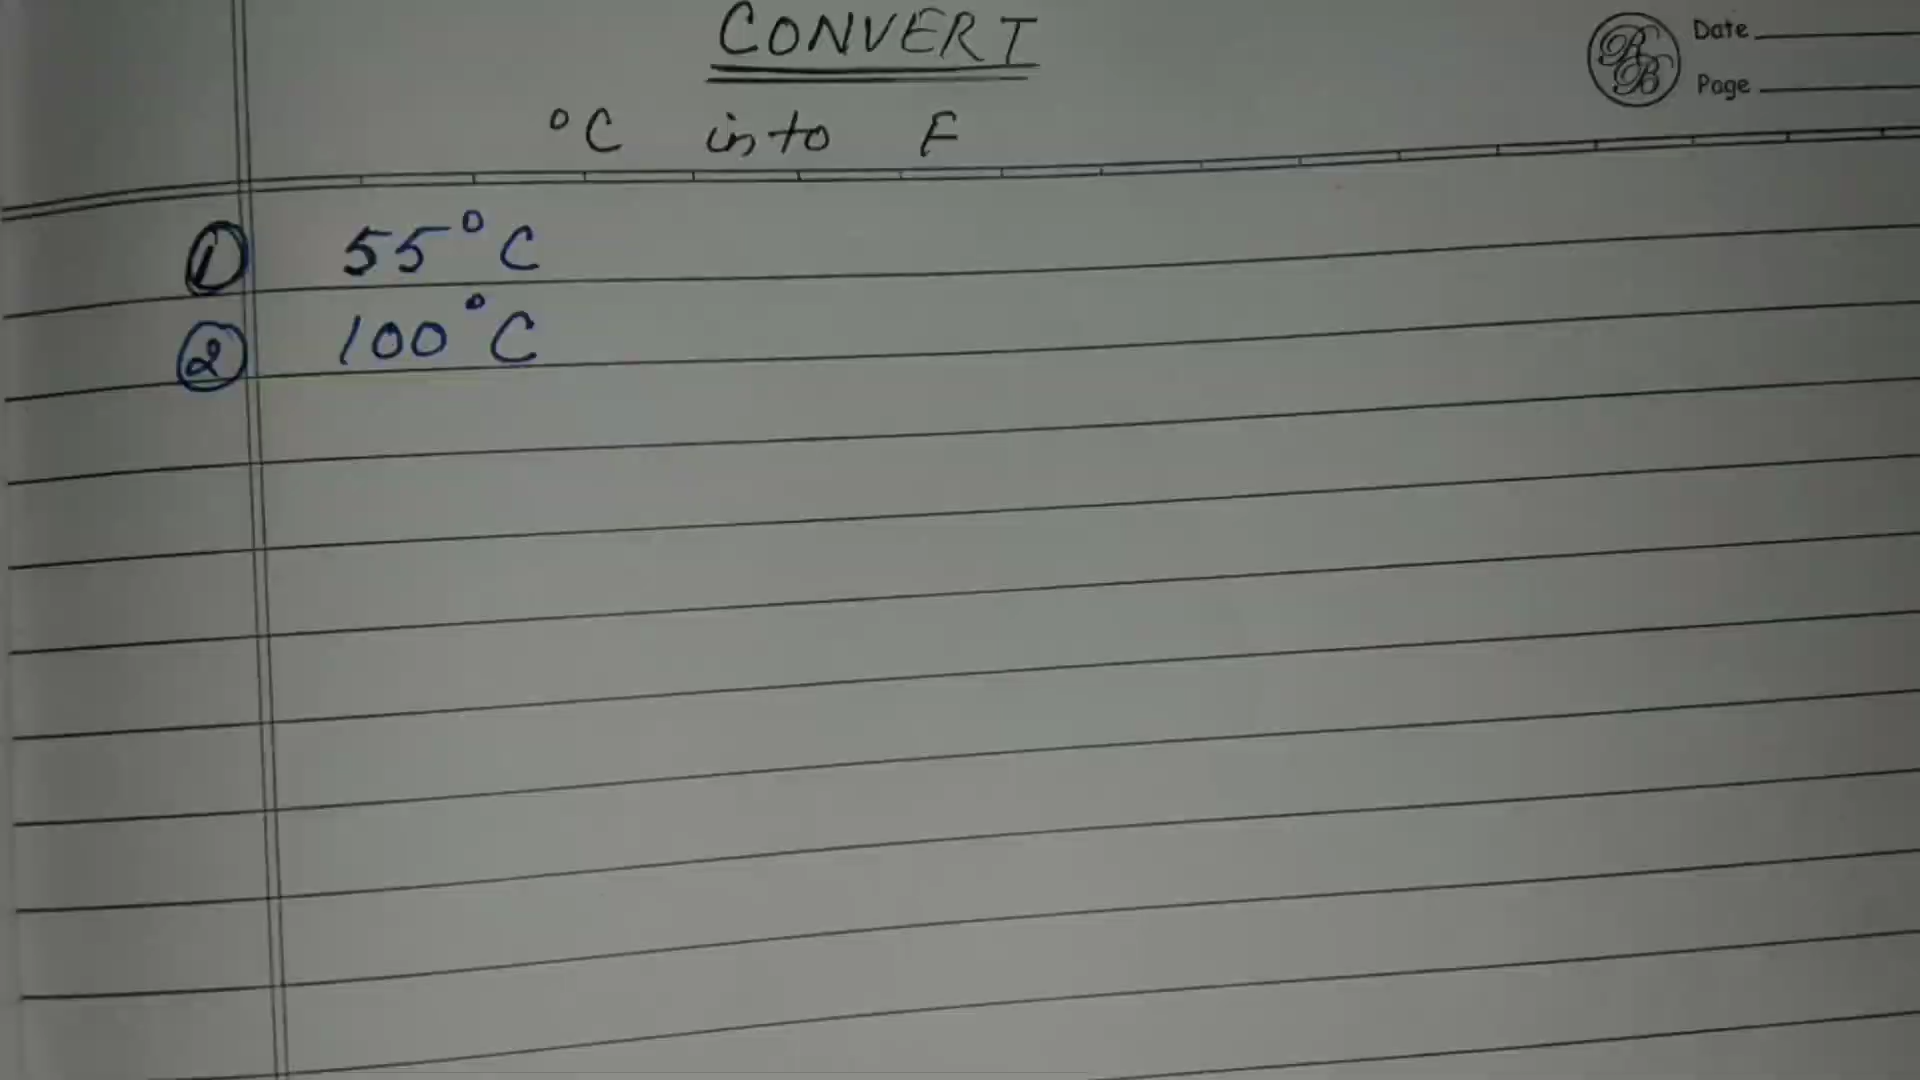 CONVERT
Date
Page
°C into F
① 55°C
② 100°C